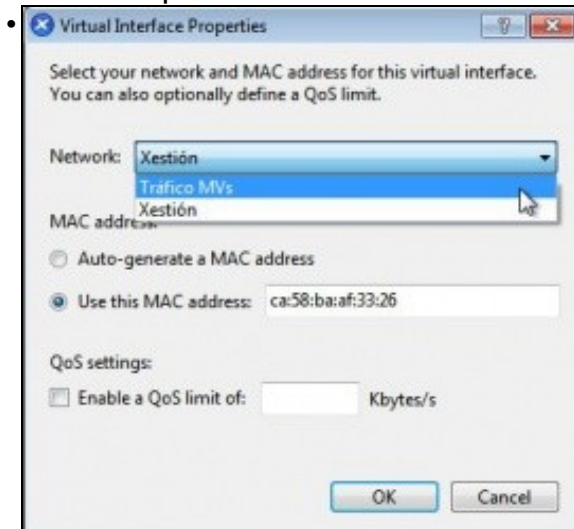 Virtual Interface Properties
Select your network and MAC address for this virtual interface.
You can also optionally define a QoS limit.
Network: Xestión
Tráfico MVs
Xestión
MAC address:
Auto-generate a MAC address
Use this MAC address: ca:58:ba:af:33:26
QoS settings:
Enable a QoS limit of: Kbytes/s
OK Cancel